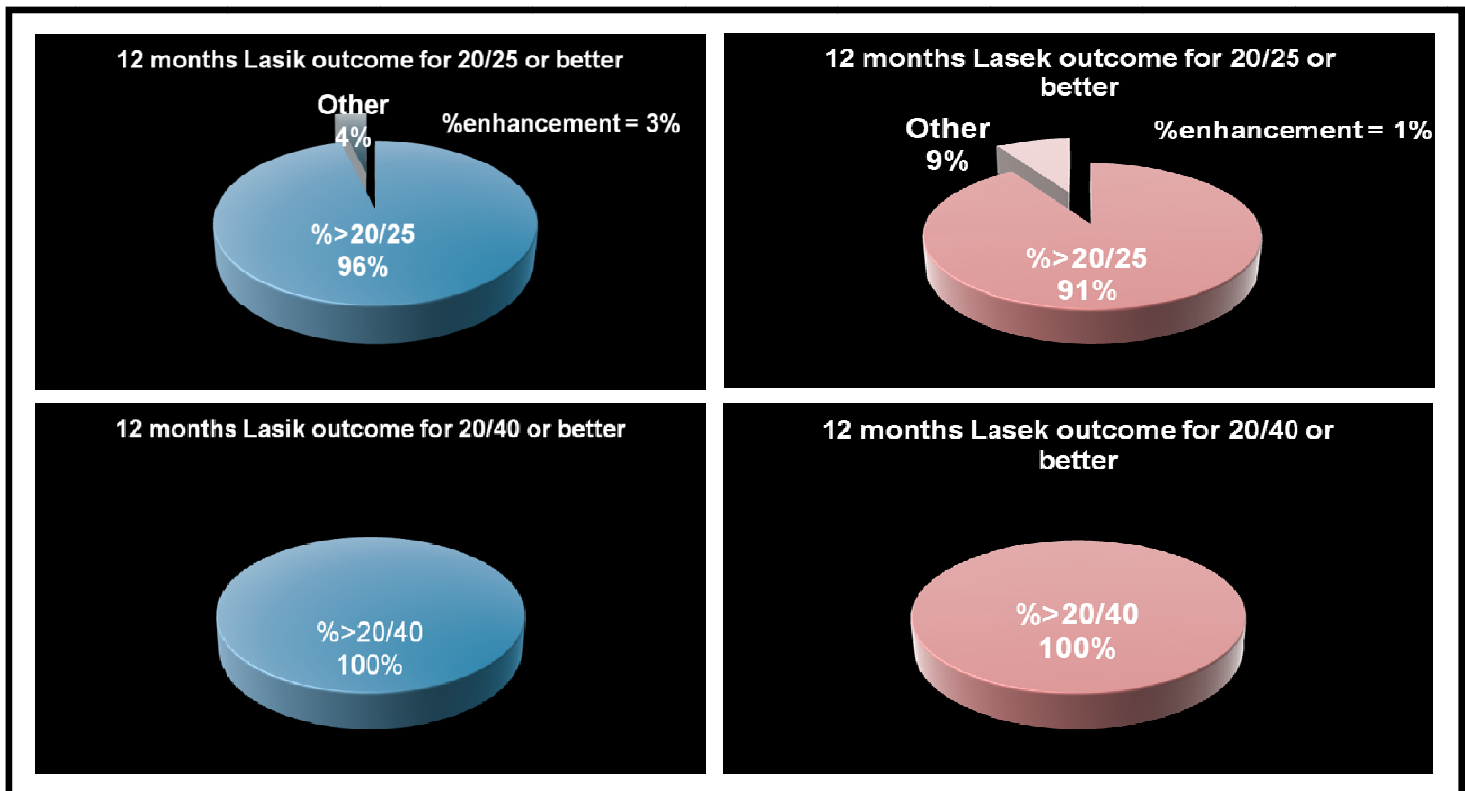 12 months Lasik outcome for 20/25 or better
Other
4%
%enhancement = 3%
%>20/25
96%
12 months Lasek outcome for 20/25 or
better
Other
9%
%enhancement = 1%
%>20/25
91%
12 months Lasik outcome for 20/40 or better
%>20/40
100%
12 months Lasek outcome for 20/40 or
better
%>20/40
100%